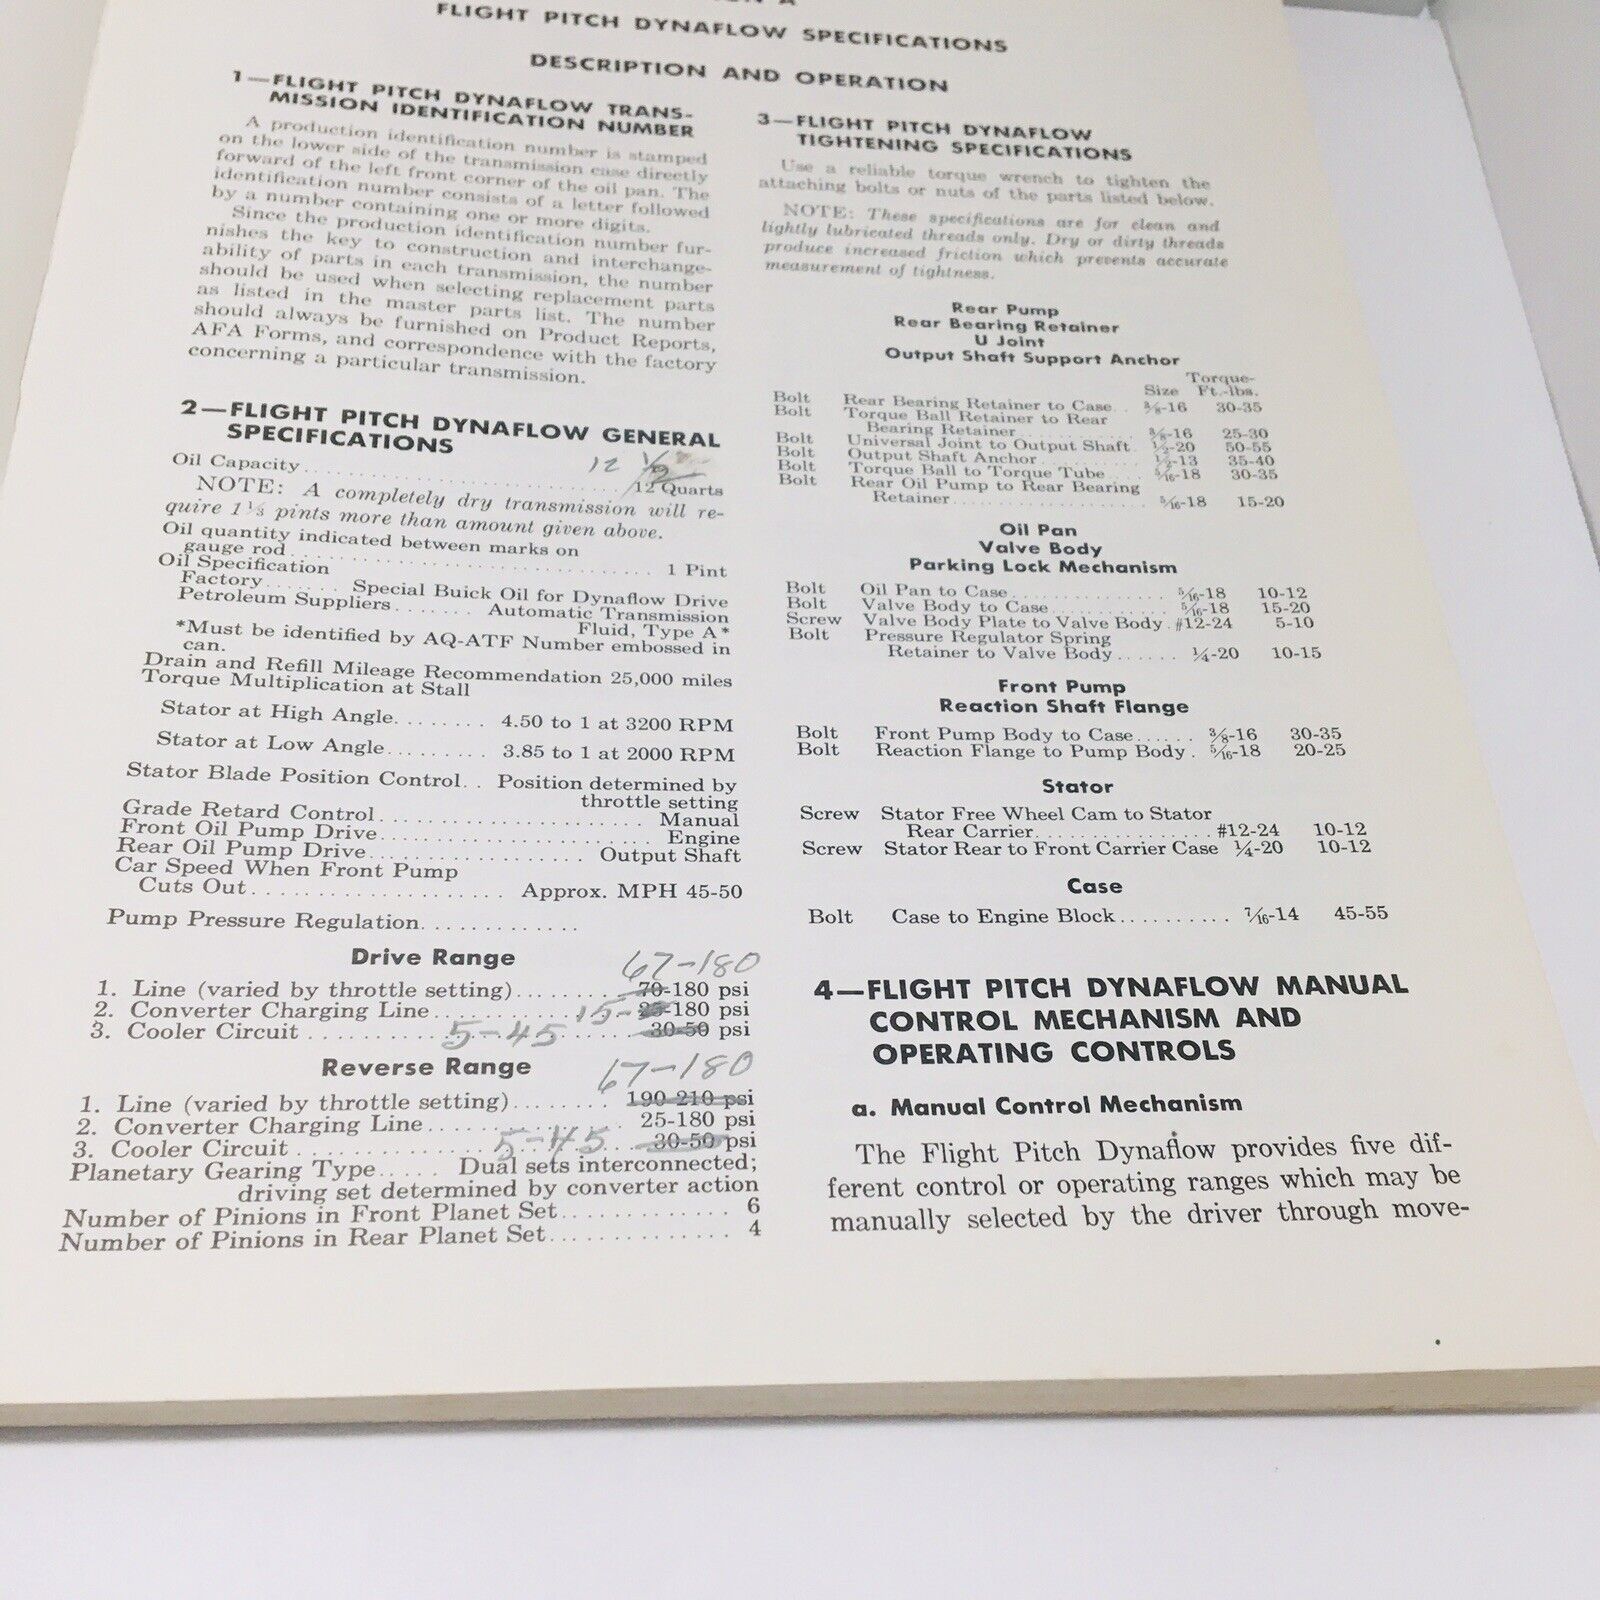 FLIGHT PITCH DYNAFLOW SPECIFICATIONS
DESCRIPTION AND OPERATION
1—FLIGHT PITCH DYNAFLOW TRANS-
MISSION IDENTIFICATION NUMBER
A production identification number is stamped
on the lower side of the transmission case directly
forward of the left front corner of the oil pan. The
identification number consists of a letter followed
by a number containing one or more digits.
Since the production identification number fur-
nishes the key to construction and interchange-
ability of parts in each transmission, the number
should be used when selecting replacement parts
as listed in the master parts list. The number
should always be furnished on Product Reports,
AFA Forms, and correspondence with the factory
concerning a particular transmission.
2—FLIGHT PITCH DYNAFLOW GENERAL
SPECIFICATIONS
12 1/2
Oil Capacity . . . . . . . . . . 12 Quarts
NOTE: A completely dry transmission will re-
quire 1⅓ pints more than amount given above.
Oil quantity indicated between marks on
gauge rod . . . . . . . . . . 1 Pint
Oil Specification
Factory . . . . . Special Buick Oil for Dynaflow Drive
Petroleum Suppliers . . . . . . . Automatic Transmission
Fluid, Type A*
*Must be identified by AQ-ATF Number embossed in
can.
Drain and Refill Mileage Recommendation 25,000 miles
Torque Multiplication at Stall
Stator at High Angle . . . . . . . . 4.50 to 1 at 3200 RPM
Stator at Low Angle . . . . . . . . . 3.85 to 1 at 2000 RPM
Stator Blade Position Control . . Position determined by
throttle setting
Grade Retard Control . . . . . . . . . . Manual
Front Oil Pump Drive . . . . . . . . . . Engine
Rear Oil Pump Drive . . . . . . . . . . Output Shaft
Car Speed When Front Pump
Cuts Out . . . . . . . . . . Approx. MPH 45-50
Pump Pressure Regulation . . . . . . . . . .
Drive Range
67-180
1. Line (varied by throttle setting) . . . . . . . . 70-180 psi
2. Converter Charging Line . . . . . . . . . . 15- 25-180 psi
3. Cooler Circuit . . . . . . . . . . 5-45 30-50 psi
Reverse Range
67-180
1. Line (varied by throttle setting) . . . . . . . . 190-210 psi
2. Converter Charging Line . . . . . . . . . . 25-180 psi
3. Cooler Circuit . . . . . . . . . . 5-45 30-50 psi
Planetary Gearing Type . . . . . Dual sets interconnected;
driving set determined by converter action
Number of Pinions in Front Planet Set . . . . . . . . . . 6
Number of Pinions in Rear Planet Set . . . . . . . . . . 4
3—FLIGHT PITCH DYNAFLOW
TIGHTENING SPECIFICATIONS
Use a reliable torque wrench to tighten the
attaching bolts or nuts of the parts listed below.
NOTE: These specifications are for clean and
lightly lubricated threads only. Dry or dirty threads
produce increased friction which prevents accurate
measurement of tightness.
Rear Pump
Rear Bearing Retainer
U Joint
Output Shaft Support Anchor
Torque-
Size Ft.-lbs.
Bolt Rear Bearing Retainer to Case . . 3/8-16 30-35
Bolt Torque Ball Retainer to Rear
Bearing Retainer . . . . . . . . . . 3/8-16 25-30
Bolt Universal Joint to Output Shaft . 1/2-20 50-55
Bolt Output Shaft Anchor . . . . . . . . . . 1/2-13 35-40
Bolt Torque Ball to Torque Tube . . . 5/16-18 30-35
Bolt Rear Oil Pump to Rear Bearing
Retainer . . . . . . . . . . 5/16-18 15-20
Oil Pan
Valve Body
Parking Lock Mechanism
Bolt Oil Pan to Case . . . . . . . . . . 5/16-18 10-12
Bolt Valve Body to Case . . . . . . . . . . 5/16-18 15-20
Screw Valve Body Plate to Valve Body . #12-24 5-10
Bolt Pressure Regulator Spring
Retainer to Valve Body . . . . . . 1/4-20 10-15
Front Pump
Reaction Shaft Flange
Bolt Front Pump Body to Case . . . . . . 3/8-16 30-35
Bolt Reaction Flange to Pump Body . 5/16-18 20-25
Stator
Screw Stator Free Wheel Cam to Stator
Rear Carrier . . . . . . . . . . #12-24 10-12
Screw Stator Rear to Front Carrier Case 1/4-20 10-12
Case
Bolt Case to Engine Block . . . . . . . . . . 7/16-14 45-55
4—FLIGHT PITCH DYNAFLOW MANUAL
CONTROL MECHANISM AND
OPERATING CONTROLS
a. Manual Control Mechanism
The Flight Pitch Dynaflow provides five dif-
ferent control or operating ranges which may be
manually selected by the driver through move-